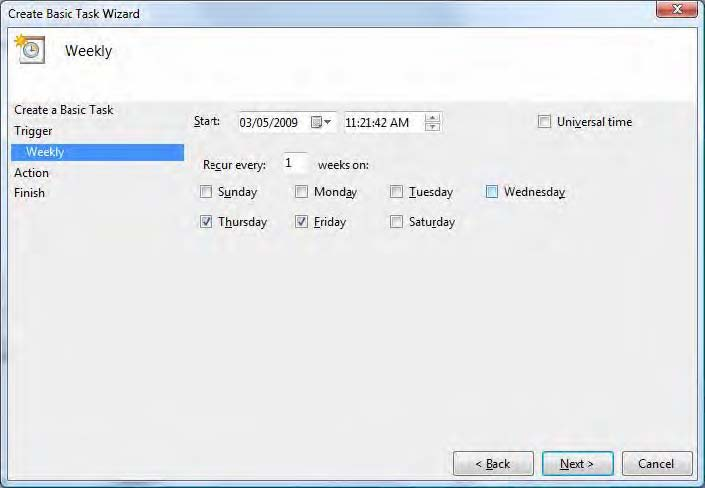 Create Basic Task Wizard
Weekly
Create a Basic Task
Trigger
Weekly
Action
Finish
Start: 03/05/2009 11:21:42 AM Universal time
Recur every: 1 weeks on:
Sunday Monday Tuesday Wednesday
Thursday Friday Saturday
< Back Next > Cancel